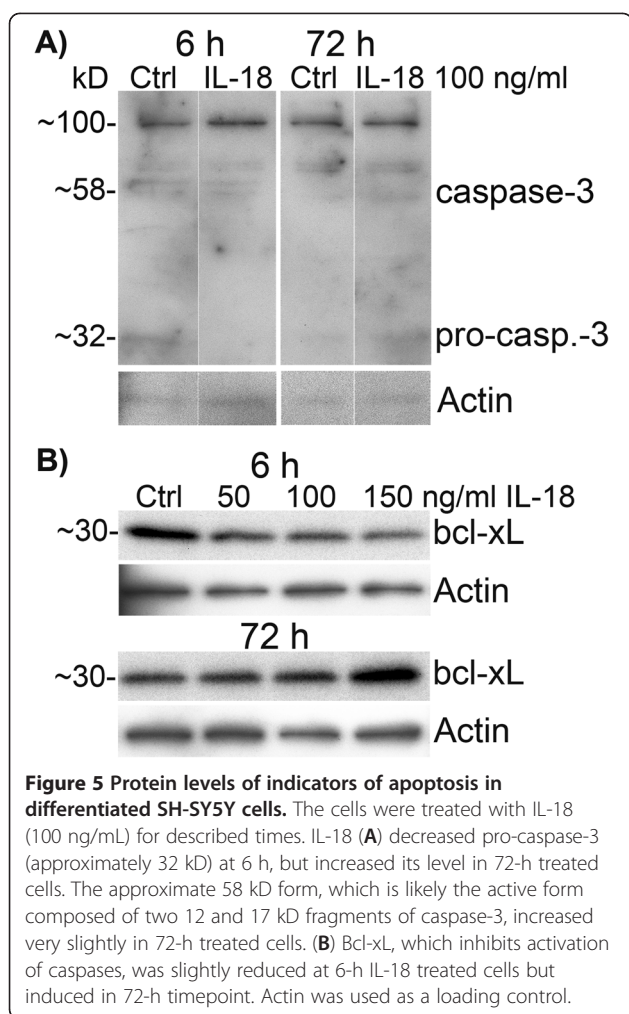 A)
6 h 72 h
kD Ctrl IL-18 Ctrl IL-18 100 ng/ml
~100-
~58- caspase-3
~32- pro-casp.-3
Actin
B)
6 h
Ctrl 50 100 150 ng/ml IL-18
~30- bcl-xL
Actin
72 h
~30- bcl-xL
Actin
Figure 5 Protein levels of indicators of apoptosis in
differentiated SH-SY5Y cells. The cells were treated with IL-18
(100 ng/mL) for described times. IL-18 (A) decreased pro-caspase-3
(approximately 32 kD) at 6 h, but increased its level in 72-h treated
cells. The approximate 58 kD form, which is likely the active form
composed of two 12 and 17 kD fragments of caspase-3, increased
very slightly in 72-h treated cells. (B) Bcl-xL, which inhibits activation
of caspases, was slightly reduced at 6-h IL-18 treated cells but
induced in 72-h timepoint. Actin was used as a loading control.